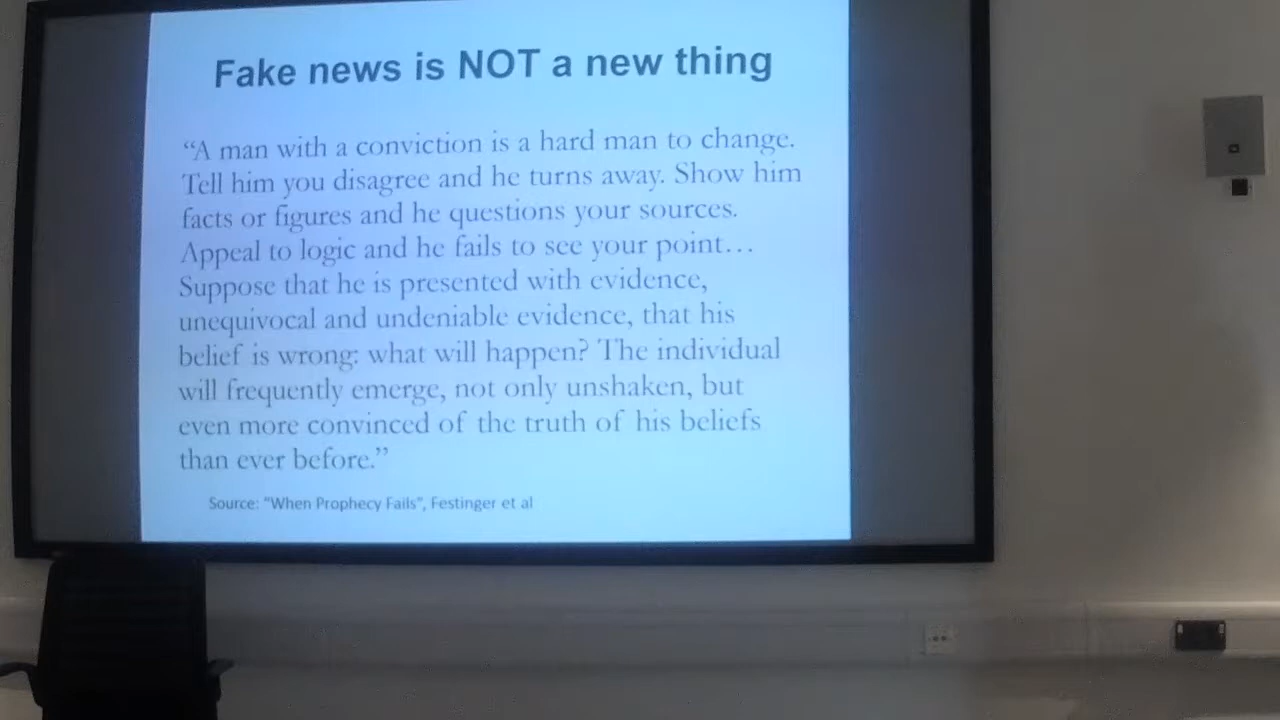 Fake news is NOT a new thing
“A man with a conviction is a hard man to change.
Tell him you disagree and he turns away. Show him
facts or figures and he questions your sources.
Appeal to logic and he fails to see your point…
Suppose that he is presented with evidence,
unequivocal and undeniable evidence, that his
belief is wrong: what will happen? The individual
will frequently emerge, not only unshaken, but
even more convinced of the truth of his beliefs
than ever before.”
Source: “When Prophecy Fails”, Festinger et al